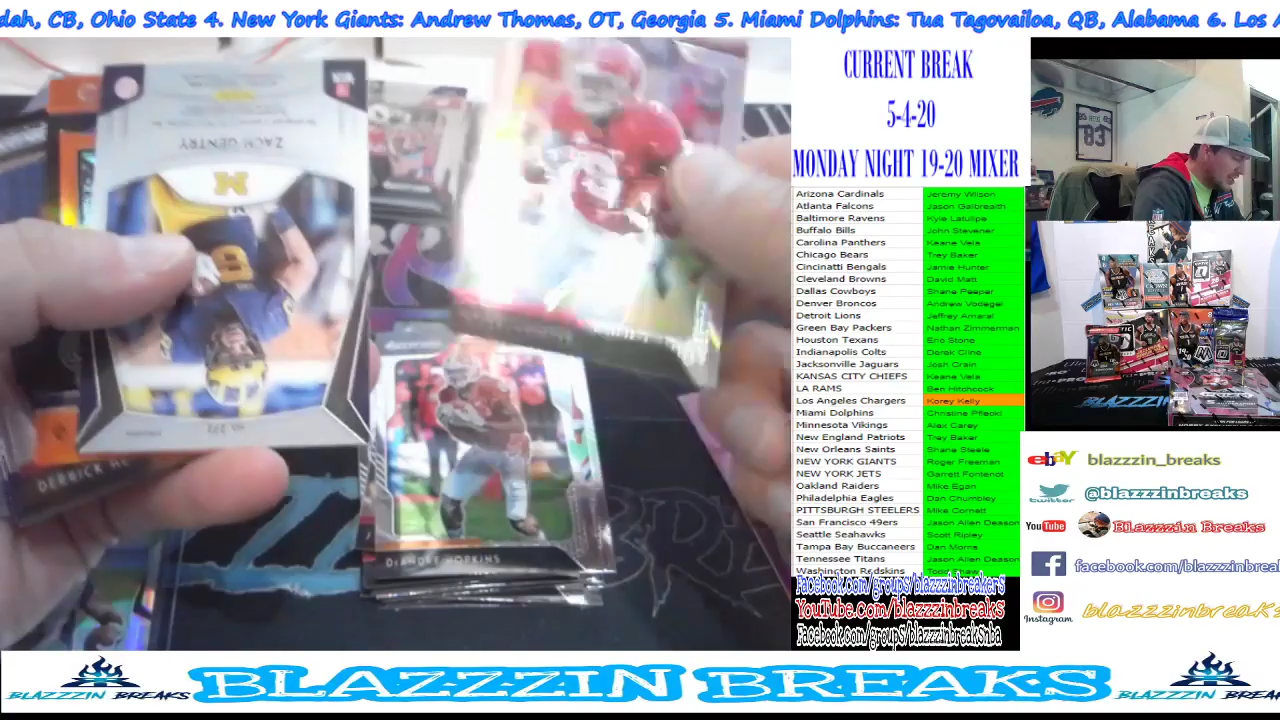 dah, CB, Ohio State 4. New York Giants: Andrew Thomas, OT, Georgia 5. Miami Dolphins: Tua Tagovailoa, QB, Alabama 6. Los
CURRENT BREAK
5-4-20
MONDAY NIGHT 19-20 MIXER
Arizona Cardinals Jeremy Wilson
Atlanta Falcons Jason Galbreath
Baltimore Ravens Kyle Latulipe
Buffalo Bills John Stevener
Carolina Panthers Keane Vela
Chicago Bears Trey Baker
Cincinatti Bengals Jamie Hunter
Cleveland Browns David Matt
Dallas Cowboys Shane Peeper
Denver Broncos Andrew Vodegel
Detroit Lions Jeffrey Amaral
Green Bay Packers Nathan Zimmerman
Houston Texans Eric Stone
Indianapolis Colts Derek Cline
Jacksonville Jaguars Josh Crain
KANSAS CITY CHIEFS Keane Vela
LA RAMS Ben Hitchcock
Los Angeles Chargers Korey Kelly
Miami Dolphins Christine Pflecki
Minnesota Vikings Alex Carey
New England Patriots Trey Baker
New Orleans Saints Shane Steele
NEW YORK GIANTS Roger Freeman
NEW YORK JETS Garrett Fontenot
Oakland Raiders Mike Egan
Philadelphia Eagles Dan Chumbley
PITTSBURGH STEELERS Mike Cornett
San Francisco 49ers Jason Allen Deason
Seattle Seahawks Scott Ripley
Tampa Bay Buccaneers Dan Morris
Tennessee Titans Jason Allen Deason
Washington Redskins
Facebook.Com/groups/blazzzinbreakers
YouTube.Com/blazzzinbreaks
Facebook.com/groups/blazzzinbreaksnba
ZACH GENTRY
DEANDRE HOPKINS
83
ebay blazzzin_breaks
twitter @blazzzinbreaks
YouTube Blazzzin Breaks
facebook.com/blazzzinbreak
Instagram blazzzinbreaks
BLAZZZIN BREAKS
BLAZZZIN BREAKS
BLAZZZIN BREAKS